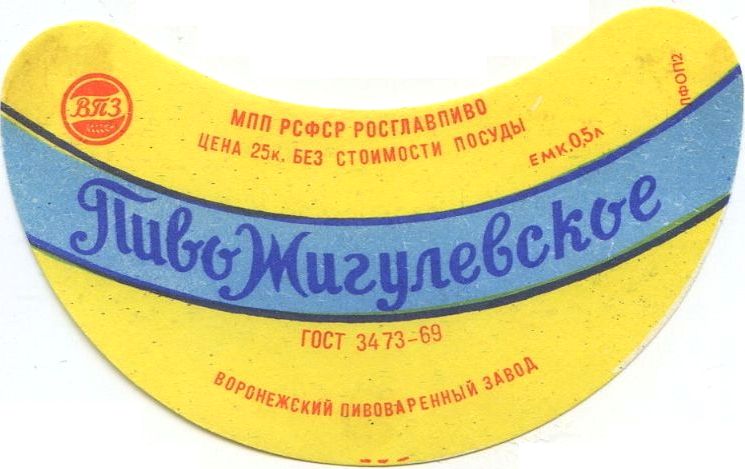 ВПЗ
МПП РСФСР РОСГЛАВПИВО
ЦЕНА 25к. БЕЗ СТОИМОСТИ ПОСУДЫ
ЕМК.0,5л
ЛФОП2
Пиво Жигулевское
ГОСТ 3473-69
ВОРОНЕЖСКИЙ ПИВОВАРЕННЫЙ ЗАВОД